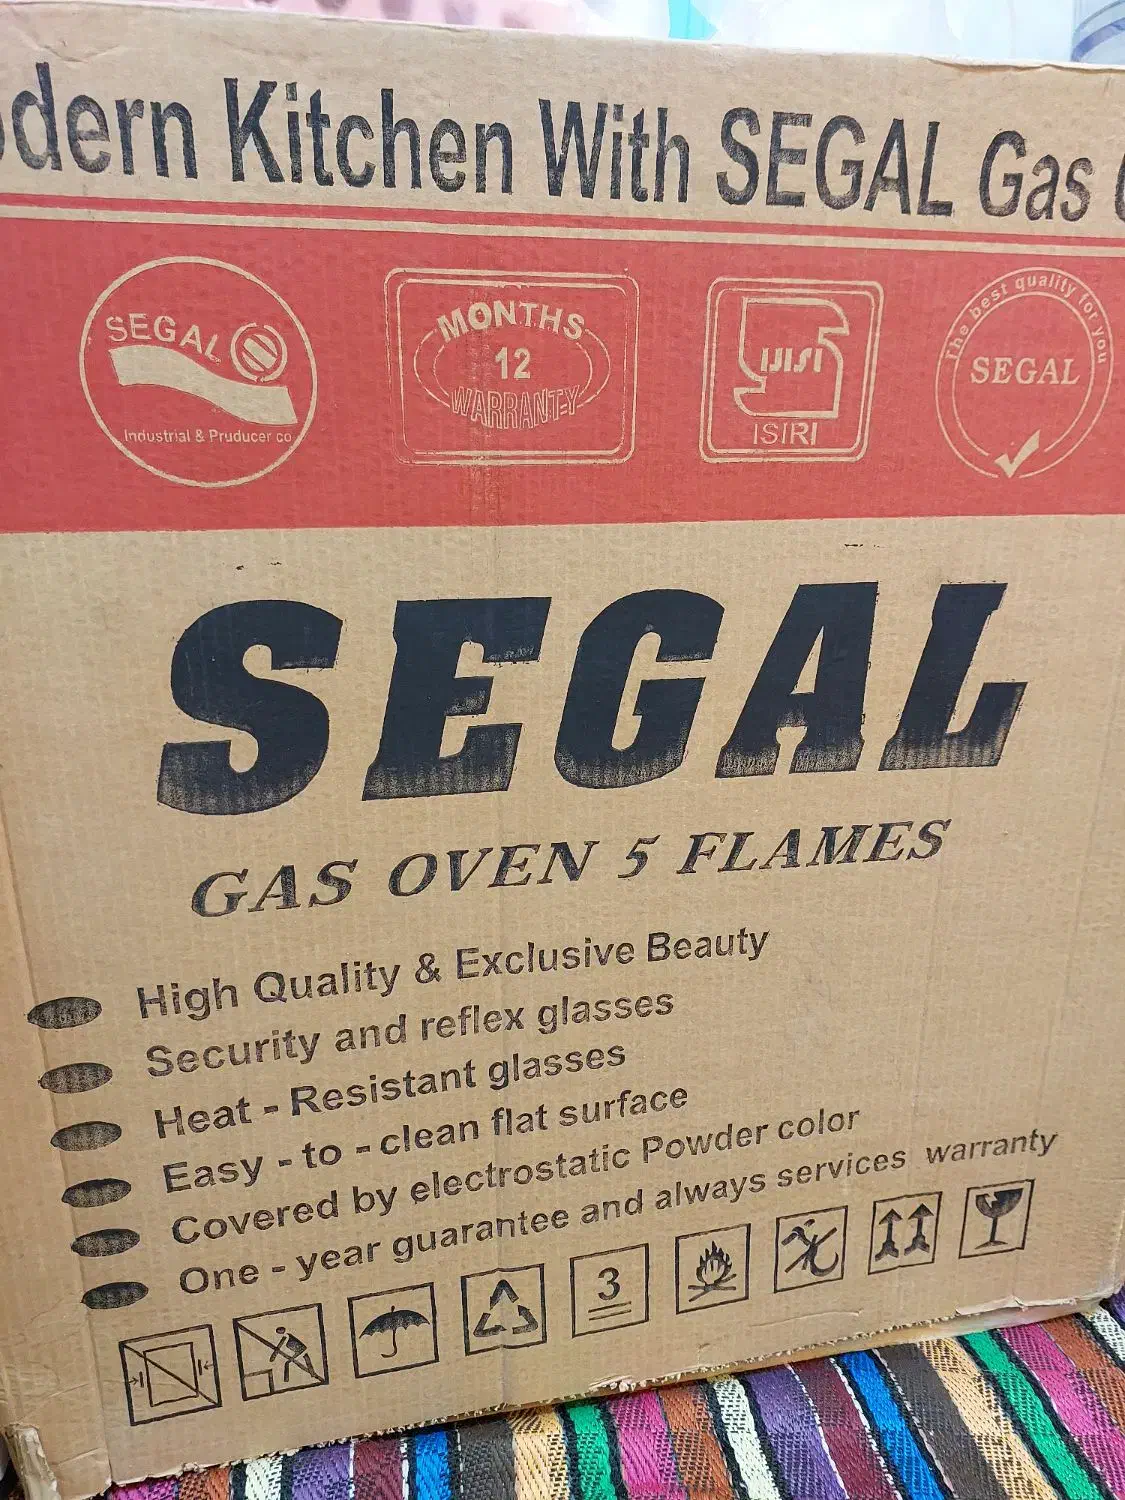 odern Kitchen With SEGAL Gas
SEGAL
Industrial & Pruducer co
MONTHS
12
WARRANTY
ISIRI
The best quality for you
SEGAL
SEGAL
GAS OVEN 5 FLAMES
High Quality & Exclusive Beauty
Security and reflex glasses
Heat - Resistant glasses
Easy - to - clean flat surface
Covered by electrostatic Powder color
One - year guarantee and always services warranty
3